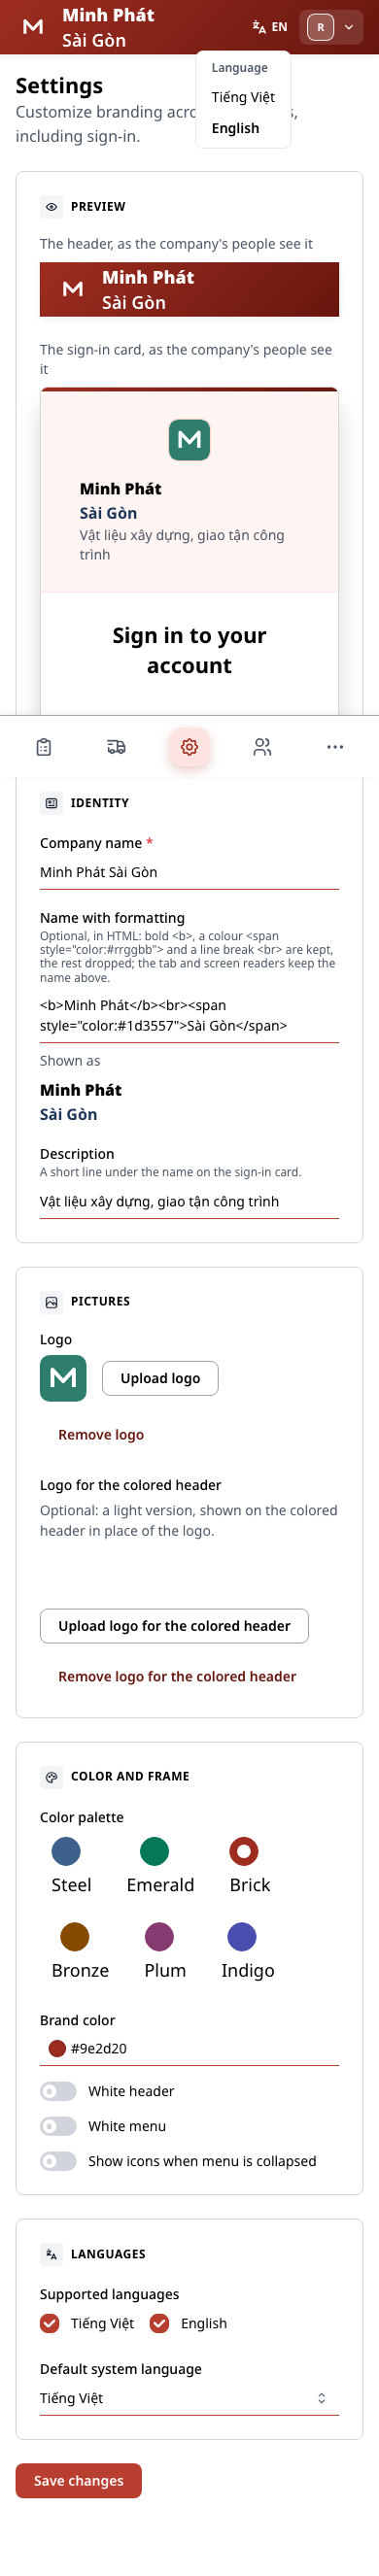 Minh Phát
Sài Gòn
EN
R
Language
Tiếng Việt
English
Settings
Customize branding acro
s,
including sign-in.
PREVIEW
The header, as the company's people see it
Minh Phát
Sài Gòn
The sign-in card, as the company's people see
it
Minh Phát
Sài Gòn
Vật liệu xây dựng, giao tận công
trình
Sign in to your
account
IDENTITY
Company name *
Minh Phát Sài Gòn
Name with formatting
Optional, in HTML: bold <b>, a colour <span
style="color:#rrggbb"> and a line break <br> are kept,
the rest dropped; the tab and screen readers keep the
name above.
<b>Minh Phát</b><br><span
style="color:#1d3557">Sài Gòn</span>
Shown as
Minh Phát
Sài Gòn
Description
A short line under the name on the sign-in card.
Vật liệu xây dựng, giao tận công trình
PICTURES
Logo
Upload logo
Remove logo
Logo for the colored header
Optional: a light version, shown on the colored
header in place of the logo.
Upload logo for the colored header
Remove logo for the colored header
COLOR AND FRAME
Color palette
Steel
Emerald
Brick
Bronze
Plum
Indigo
Brand color
#9e2d20
White header
White menu
Show icons when menu is collapsed
LANGUAGES
Supported languages
Tiếng Việt
English
Default system language
Tiếng Việt
Save changes